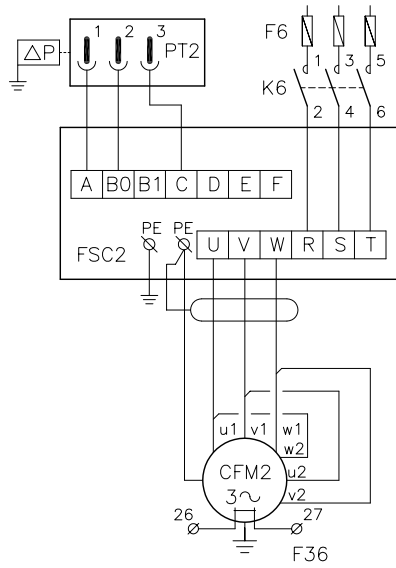 1 2 3 PT2
ΔP
F6
1 3 5
K6
2 4 6
A B0 B1 C D E F
PE PE
U V W R S T
FSC2
u1 v1 w1
w2
CFM2 u2
3~ v2
26 27
F36